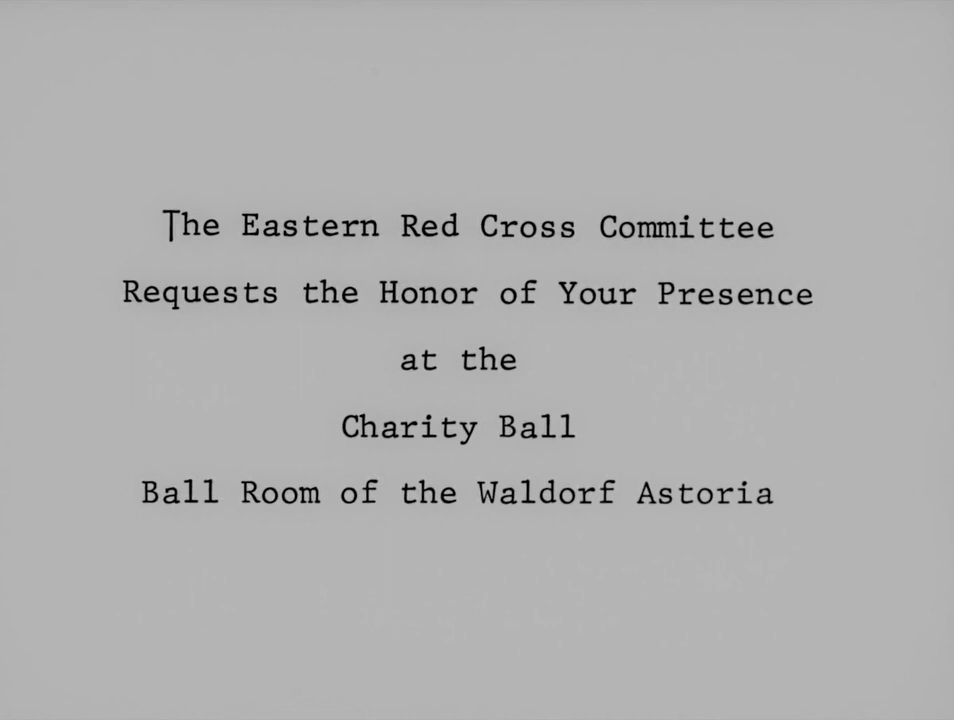 The Eastern Red Cross Committee
Requests the Honor of Your Presence
at the
Charity Ball
Ball Room of the Waldorf Astoria